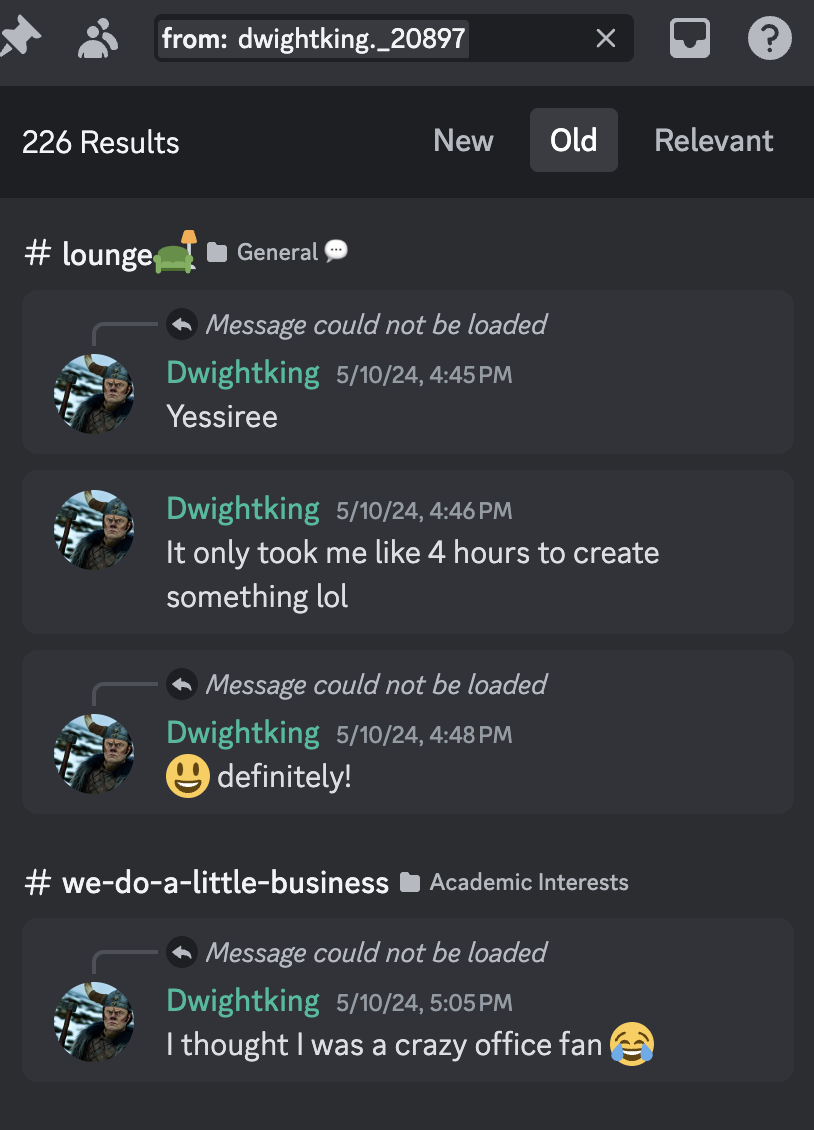 from: dwightking._20897
226 Results
New Old Relevant
# lounge🛋️ General 💬
Message could not be loaded
Dwightking 5/10/24, 4:45 PM
Yessiree
Dwightking 5/10/24, 4:46 PM
It only took me like 4 hours to create
something lol
Message could not be loaded
Dwightking 5/10/24, 4:48 PM
😃 definitely!
# we-do-a-little-business Academic Interests
Message could not be loaded
Dwightking 5/10/24, 5:05 PM
I thought I was a crazy office fan 😂